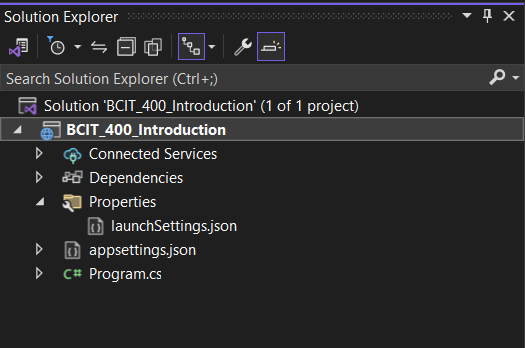 Solution Explorer
Search Solution Explorer (Ctrl+;)
Solution 'BCIT_400_Introduction' (1 of 1 project)
BCIT_400_Introduction
Connected Services
Dependencies
Properties
launchSettings.json
appsettings.json
C# Program.cs